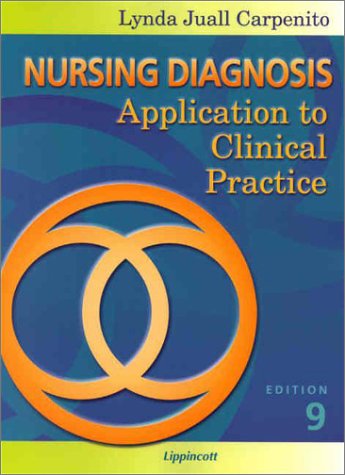 Lynda Juall Carpenito
NURSING DIAGNOSIS
Application to
Clinical
Practice
EDITION
9
Lippincott